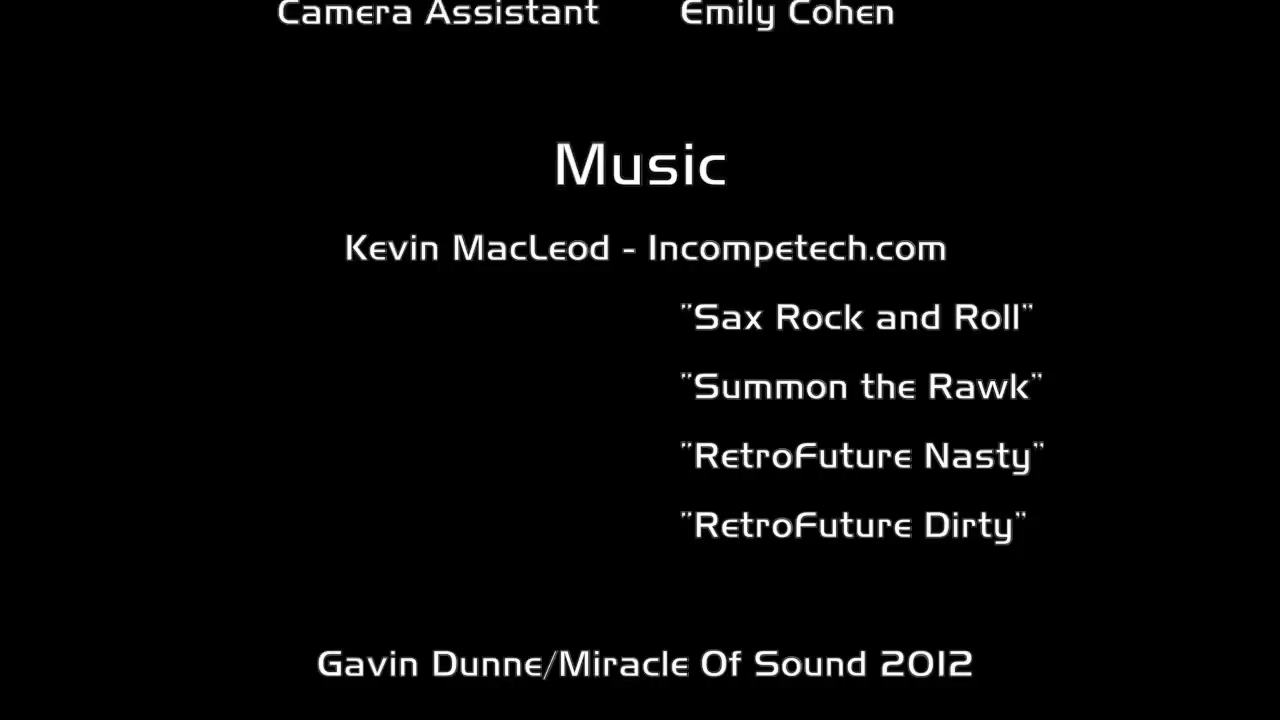 Camera Assistant Emily Cohen
Music
Kevin MacLeod - Incompetech.com
"Sax Rock and Roll"
"Summon the Rawk"
"RetroFuture Nasty"
"RetroFuture Dirty"
Gavin Dunne/Miracle Of Sound 2012